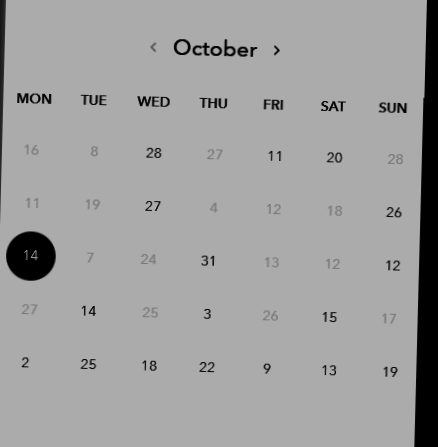 ‹ October ›
MON TUE WED THU FRI SAT SUN
16 8 28 27 11 20 28
11 19 27 4 12 18 26
14 7 24 31 13 12 12
27 14 25 3 26 15 17
2 25 18 22 9 13 19